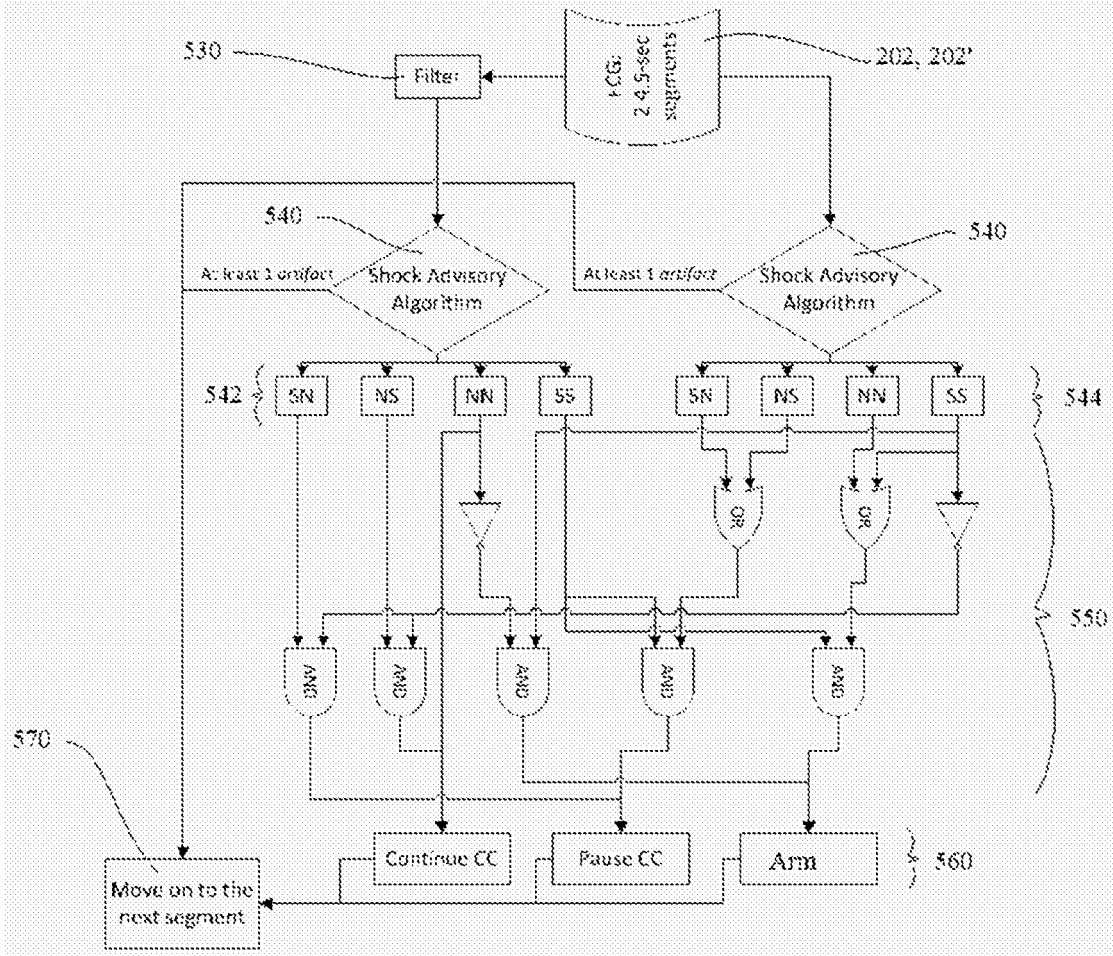 530
Filter
ECG:
2 4.5-sec
segments
202, 202'
540
Shock Advisory
Algorithm
At least 1 artifact
540
Shock Advisory
Algorithm
At least 1 artifact
542
SN
NS
NN
SS
SN
NS
NN
SS
544
OR
OR
550
AND
AND
AND
AND
AND
570
Move on to the
next segment
Continue CC
Pause CC
Arm
560